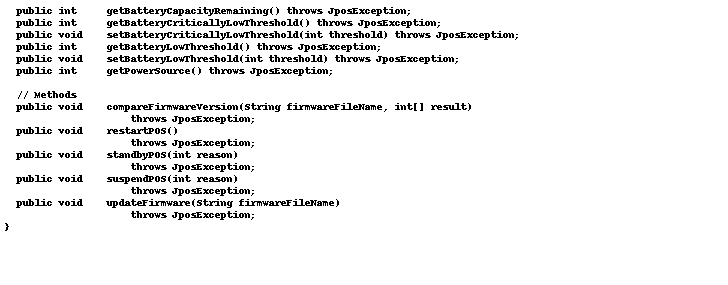 public int     getBatteryCapacityRemaining() throws JposException;
public int     getBatteryCriticallyLowThreshold() throws JposException;
public void    setBatteryCriticallyLowThreshold(int threshold) throws JposException;
public int     getBatteryLowThreshold() throws JposException;
public void    setBatteryLowThreshold(int threshold) throws JposException;
public int     getPowerSource() throws JposException;
// Methods
public void    compareFirmwareVersion(String firmwareFileName, int[] result)
throws JposException;
public void    restartPOS()
throws JposException;
public void    standbyPOS(int reason)
throws JposException;
public void    suspendPOS(int reason)
throws JposException;
public void    updateFirmware(String firmwareFileName)
throws JposException;
}